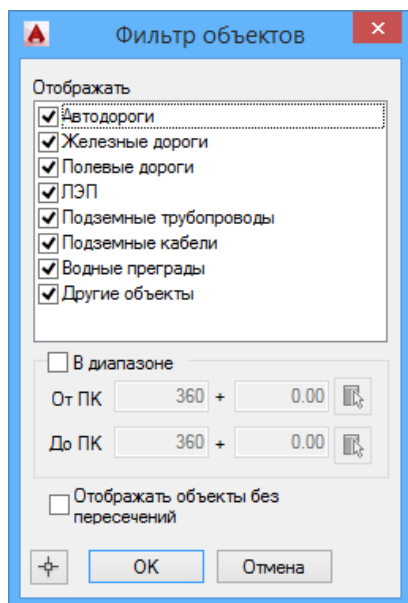 Фильтр объектов
Отображать
Автодороги
Железные дороги
Полевые дороги
ЛЭП
Подземные трубопроводы
Подземные кабели
Водные преграды
Другие объекты
В диапазоне
От ПК 360 + 0.00
До ПК 360 + 0.00
Отображать объекты без
пересечений
OK Отмена